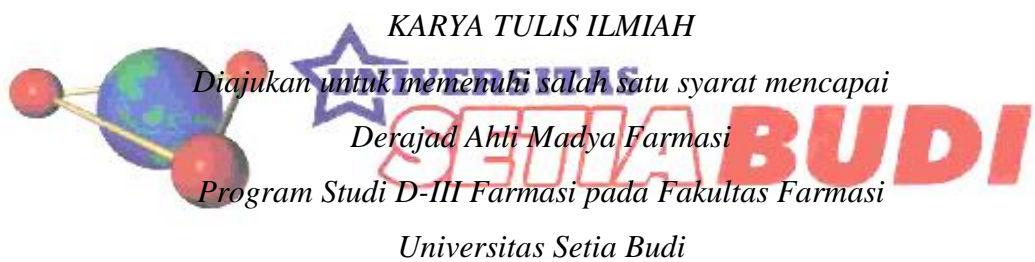 KARYA TULIS ILMIAH
Diajukan untuk memenuhi salah satu syarat mencapai
UNIVERSITAS
Derajad Ahli Madya Farmasi
SETIA BUDI
Program Studi D-III Farmasi pada Fakultas Farmasi
Universitas Setia Budi